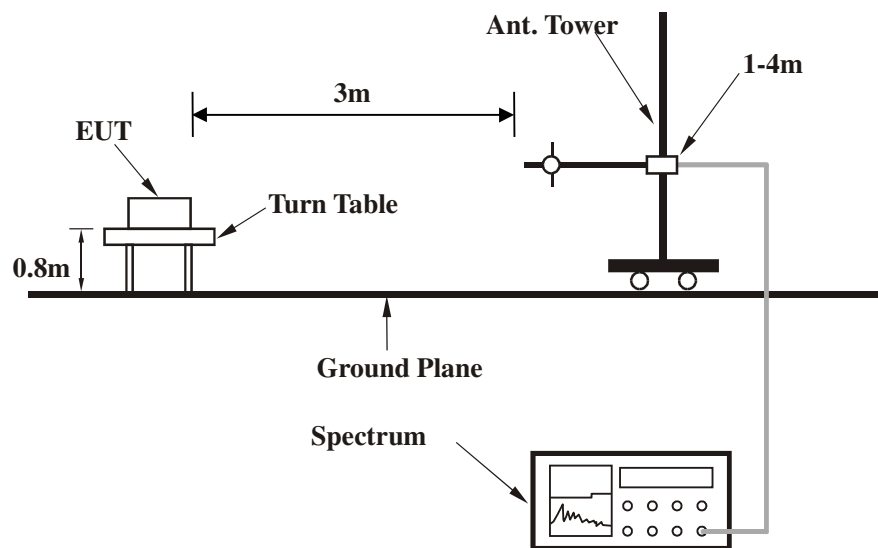 Ant. Tower
1-4m
3m
EUT
Turn Table
0.8m
Ground Plane
Spectrum